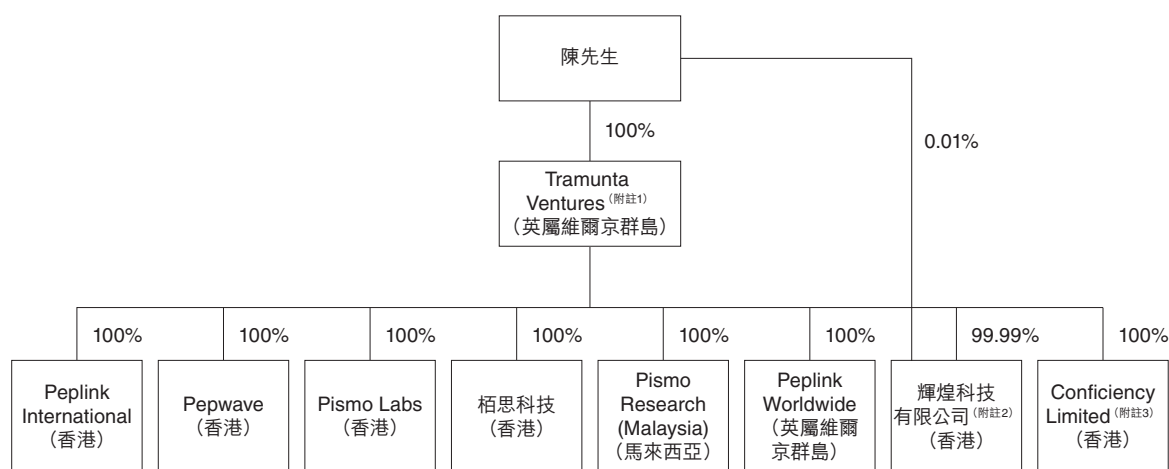 陳先生
100%
0.01%
Tramunta
Ventures(附註1)
（英屬維爾京群島）
100%
100%
100%
100%
100%
100%
99.99%
100%
Peplink
International
（香港）
Pepwave
（香港）
Pismo Labs
（香港）
栢思科技
（香港）
Pismo
Research
(Malaysia)
（馬來西亞）
Peplink
Worldwide
（英屬維爾
京群島）
輝煌科技
有限公司(附註2)
（香港）
Conficiency
Limited(附註3)
（香港）